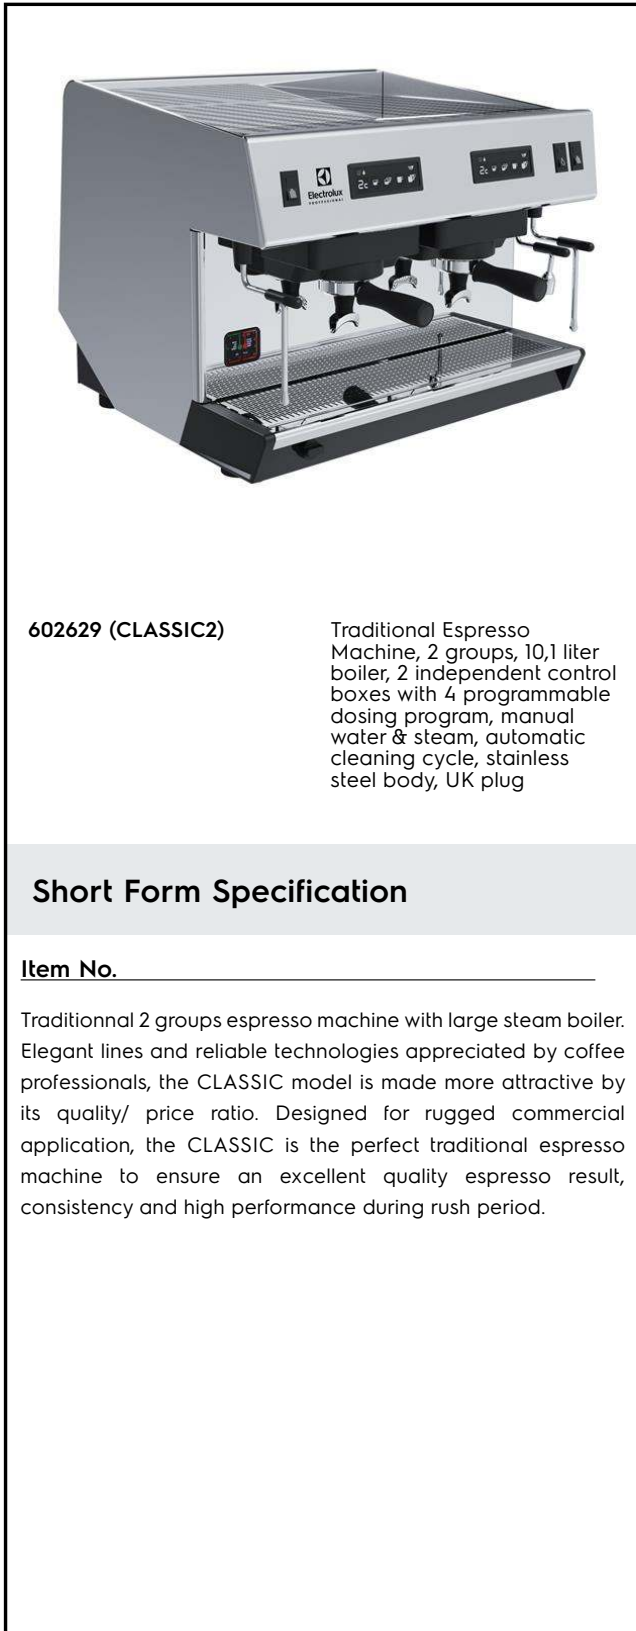 Electrolux
PROFESSIONAL
2c
2c
602629 (CLASSIC2)
Traditional Espresso
Machine, 2 groups, 10,1 liter
boiler, 2 independent control
boxes with 4 programmable
dosing program, manual
water & steam, automatic
cleaning cycle, stainless
steel body, UK plug
Short Form Specification
Item No.
Traditionnal 2 groups espresso machine with large steam boiler.
Elegant lines and reliable technologies appreciated by coffee
professionals, the CLASSIC model is made more attractive by
its quality/ price ratio. Designed for rugged commercial
application, the CLASSIC is the perfect traditional espresso
machine to ensure an excellent quality espresso result,
consistency and high performance during rush period.